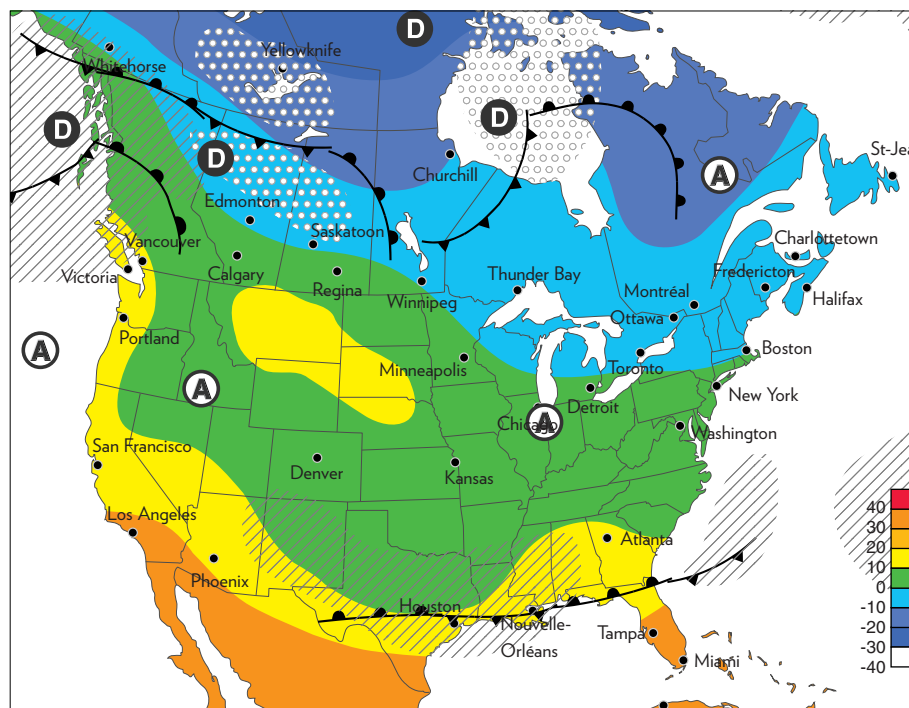 D
Yellowknife
Whitehorse
D
D
D
St-Jea
Churchill
A
Edmonton
Saskatoon
Vancouver
Charlottetown
Victoria
Calgary
Regina
Winnipeg
Thunder Bay
Montréal
Fredericton
Halifax
Ottawa
Portland
A
Minneapolis
Toronto
Boston
A
Detroit
New York
Chicago
A
Washington
San Francisco
Denver
Kansas
Los Angeles
Atlanta
Phoenix
Houston
Nouvelle-
Orléans
Tampa
Miami
40
30
20
10
0
-10
-20
-30
-40